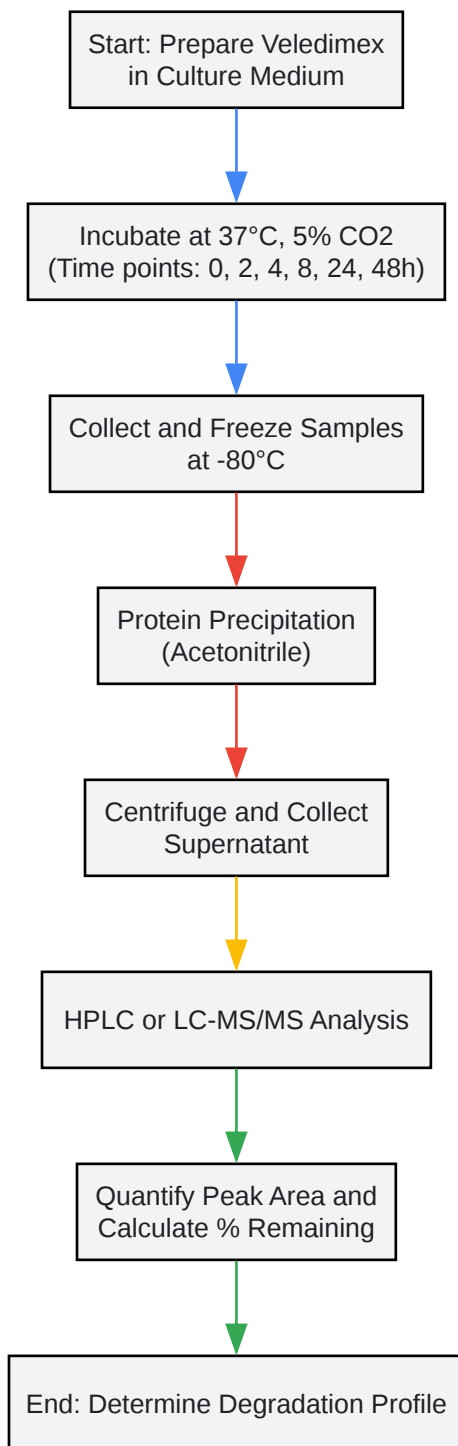 Start: Prepare Veledimex
in Culture Medium
Incubate at 37°C, 5% CO2
(Time points: 0, 2, 4, 8, 24, 48h)
Collect and Freeze Samples
at -80°C
Protein Precipitation
(Acetonitrile)
Centrifuge and Collect
Supernatant
HPLC or LC-MS/MS Analysis
Quantify Peak Area and
Calculate % Remaining
End: Determine Degradation Profile